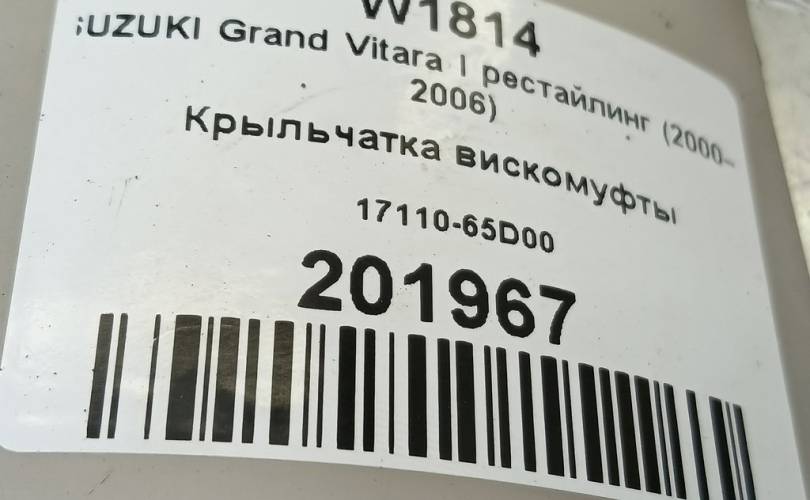 W1814
SUZUKI Grand Vitara I рестайлинг (2000-
2006)
Крыльчатка вискомуфты
17110-65D00
201967